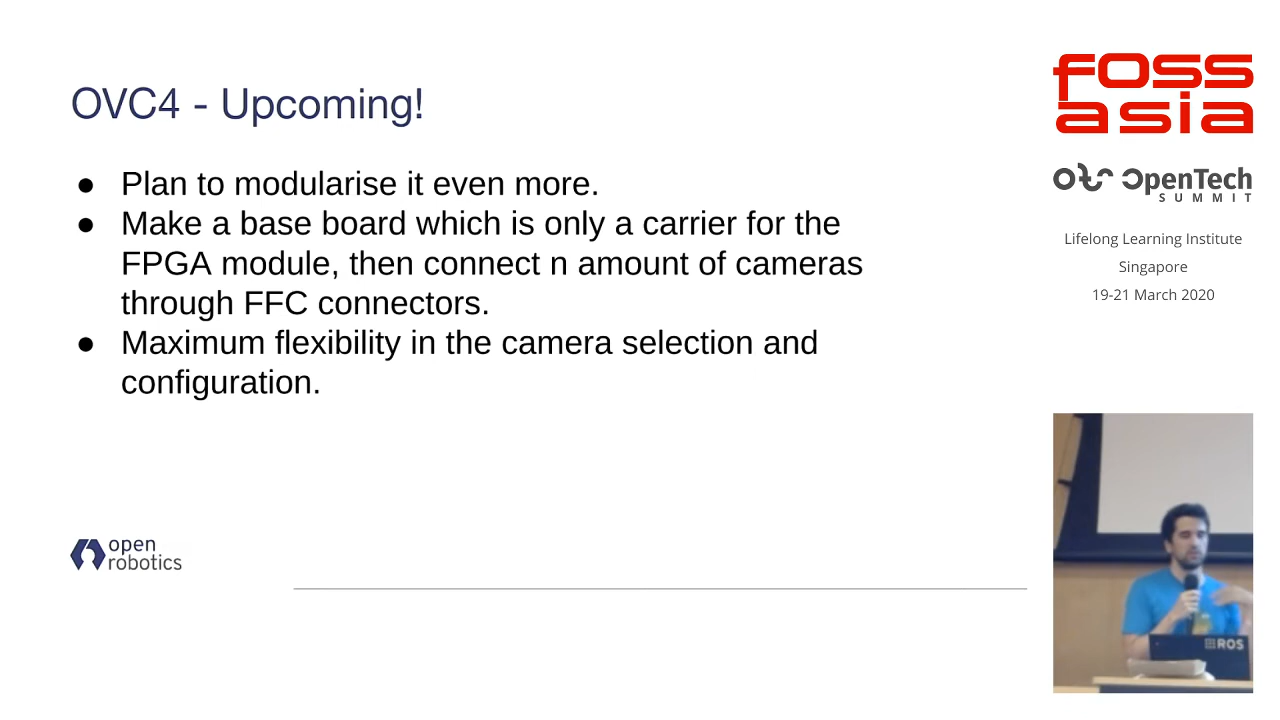 OVC4 - Upcoming!
● Plan to modularise it even more.
● Make a base board which is only a carrier for the
FPGA module, then connect n amount of cameras
through FFC connectors.
● Maximum flexibility in the camera selection and
configuration.
open
robotics
foss
asia
OpenTech
SUMMIT
Lifelong Learning Institute
Singapore
19-21 March 2020
ROS